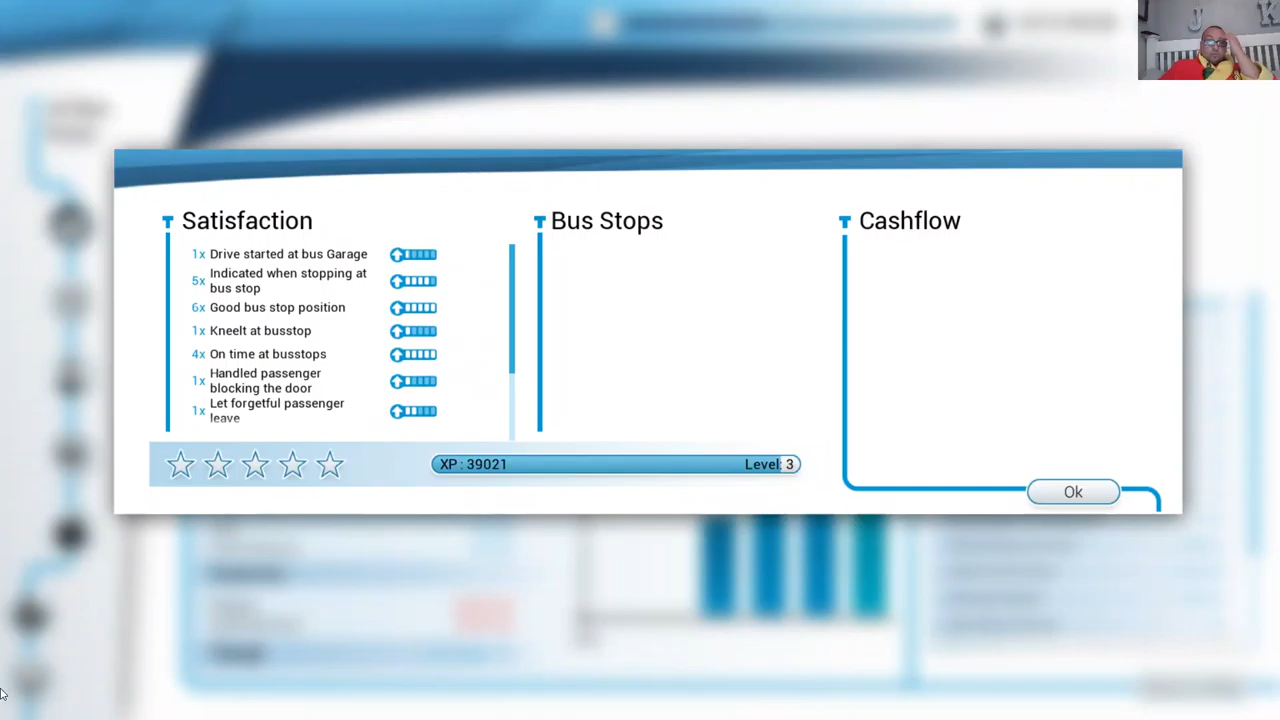 J K
Satisfaction
1x Drive started at bus Garage
5x Indicated when stopping at
bus stop
6x Good bus stop position
1x Kneelt at busstop
4x On time at busstops
1x Handled passenger
blocking the door
1x Let forgetful passenger
leave
XP : 39021
Level: 3
Bus Stops
Cashflow
Ok